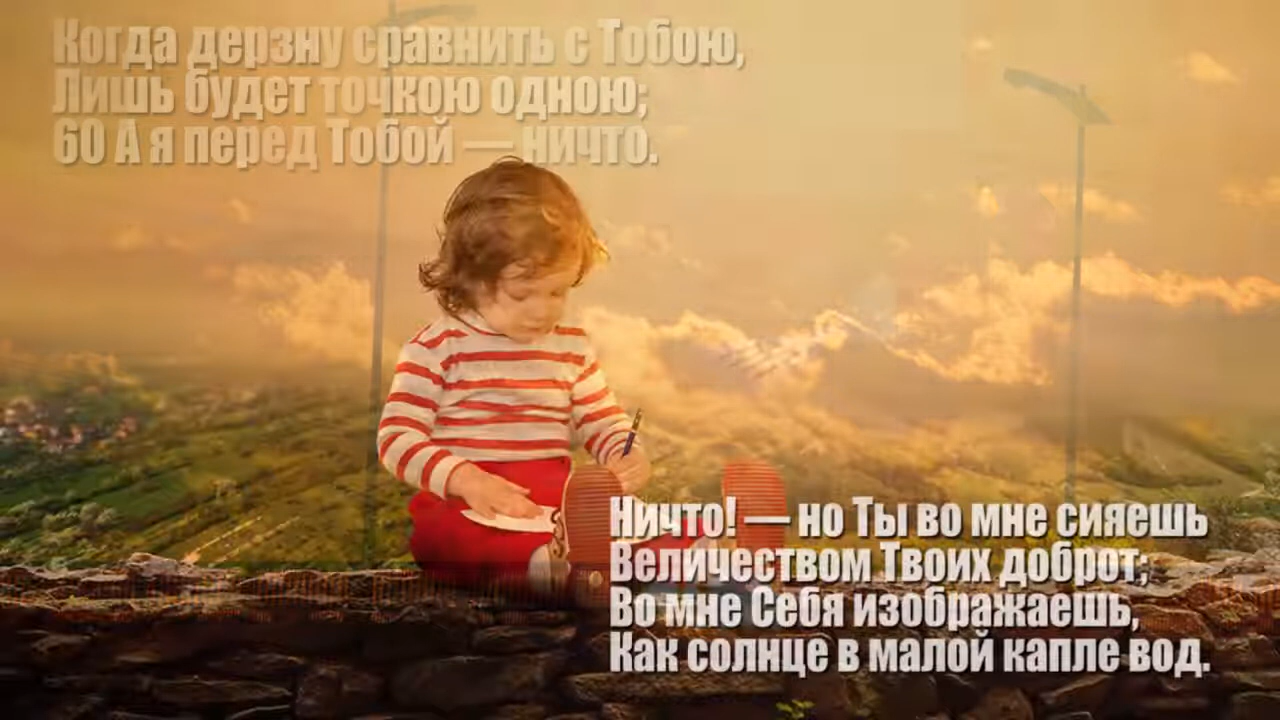 Когда дерзну сравнить с Тобою,
Лишь будет точкою одною;
60 А я перед Тобой — ничто.
Ничто! — но Ты во мне сияешь
Величеством Твоих доброт;
Во мне Себя изображаешь,
Как солнце в малой капле вод.